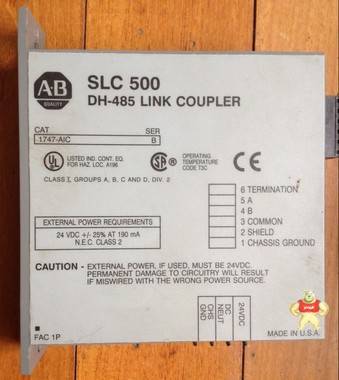 A·B
QUALITY
SLC 500
DH-485 LINK COUPLER
CAT SER
1747-AIC B
UL LISTED IND. CONT. EQ.
FOR HAZ. LOC. A196
SA
OPERATING
TEMPERATURE
CODE T3C
CE
CLASS I, GROUPS A, B, C AND D, DIV. 2
6 TERMINATION
5 A
4 B
3 COMMON
2 SHIELD
1 CHASSIS GROUND
EXTERNAL POWER REQUIREMENTS
24 VDC +/- 25% AT 190 mA
N.E.C. CLASS 2
CAUTION - EXTERNAL POWER, IF USED, MUST BE 24VDC.
PERMANENT DAMAGE TO CIRCUITRY WILL RESULT
IF MISWIRED WITH THE WRONG POWER SOURCE.
24VDC
DC
NEUT
CHS
GND
FAC 1P
MADE IN U.S.A.